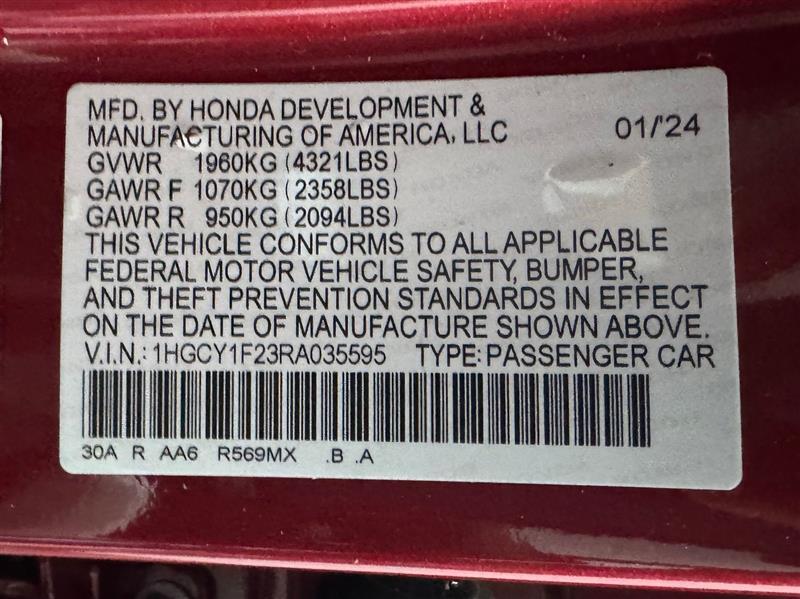 MFD. BY HONDA DEVELOPMENT &
MANUFACTURING OF AMERICA, LLC 01/'24
GVWR 1960KG (4321LBS)
GAWR F 1070KG (2358LBS)
GAWR R 950KG (2094LBS)
THIS VEHICLE CONFORMS TO ALL APPLICABLE
FEDERAL MOTOR VEHICLE SAFETY, BUMPER,
AND THEFT PREVENTION STANDARDS IN EFFECT
ON THE DATE OF MANUFACTURE SHOWN ABOVE.
V.I.N.: 1HGCY1F23RA035595 TYPE: PASSENGER CAR
30A R AA6 R569MX .B .A